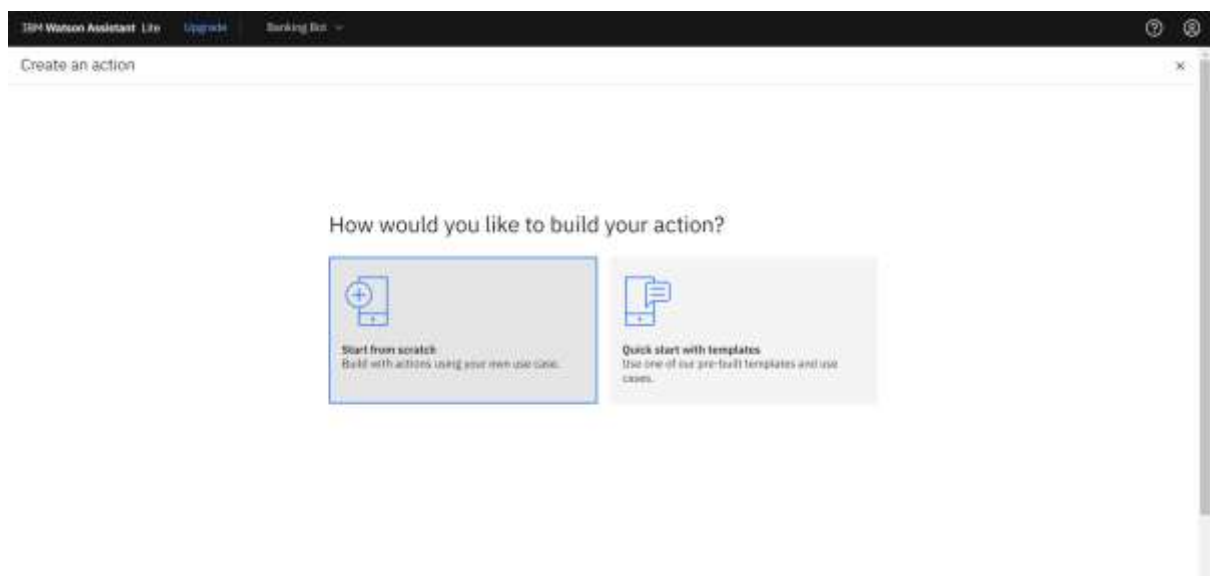 IBM Watson Assistant Lite Upgrade Banking Bot
Create an action
How would you like to build your action?
Start from scratch
Build with actions using your own use case.
Quick start with templates
Use one of our pre-built templates and use
cases.